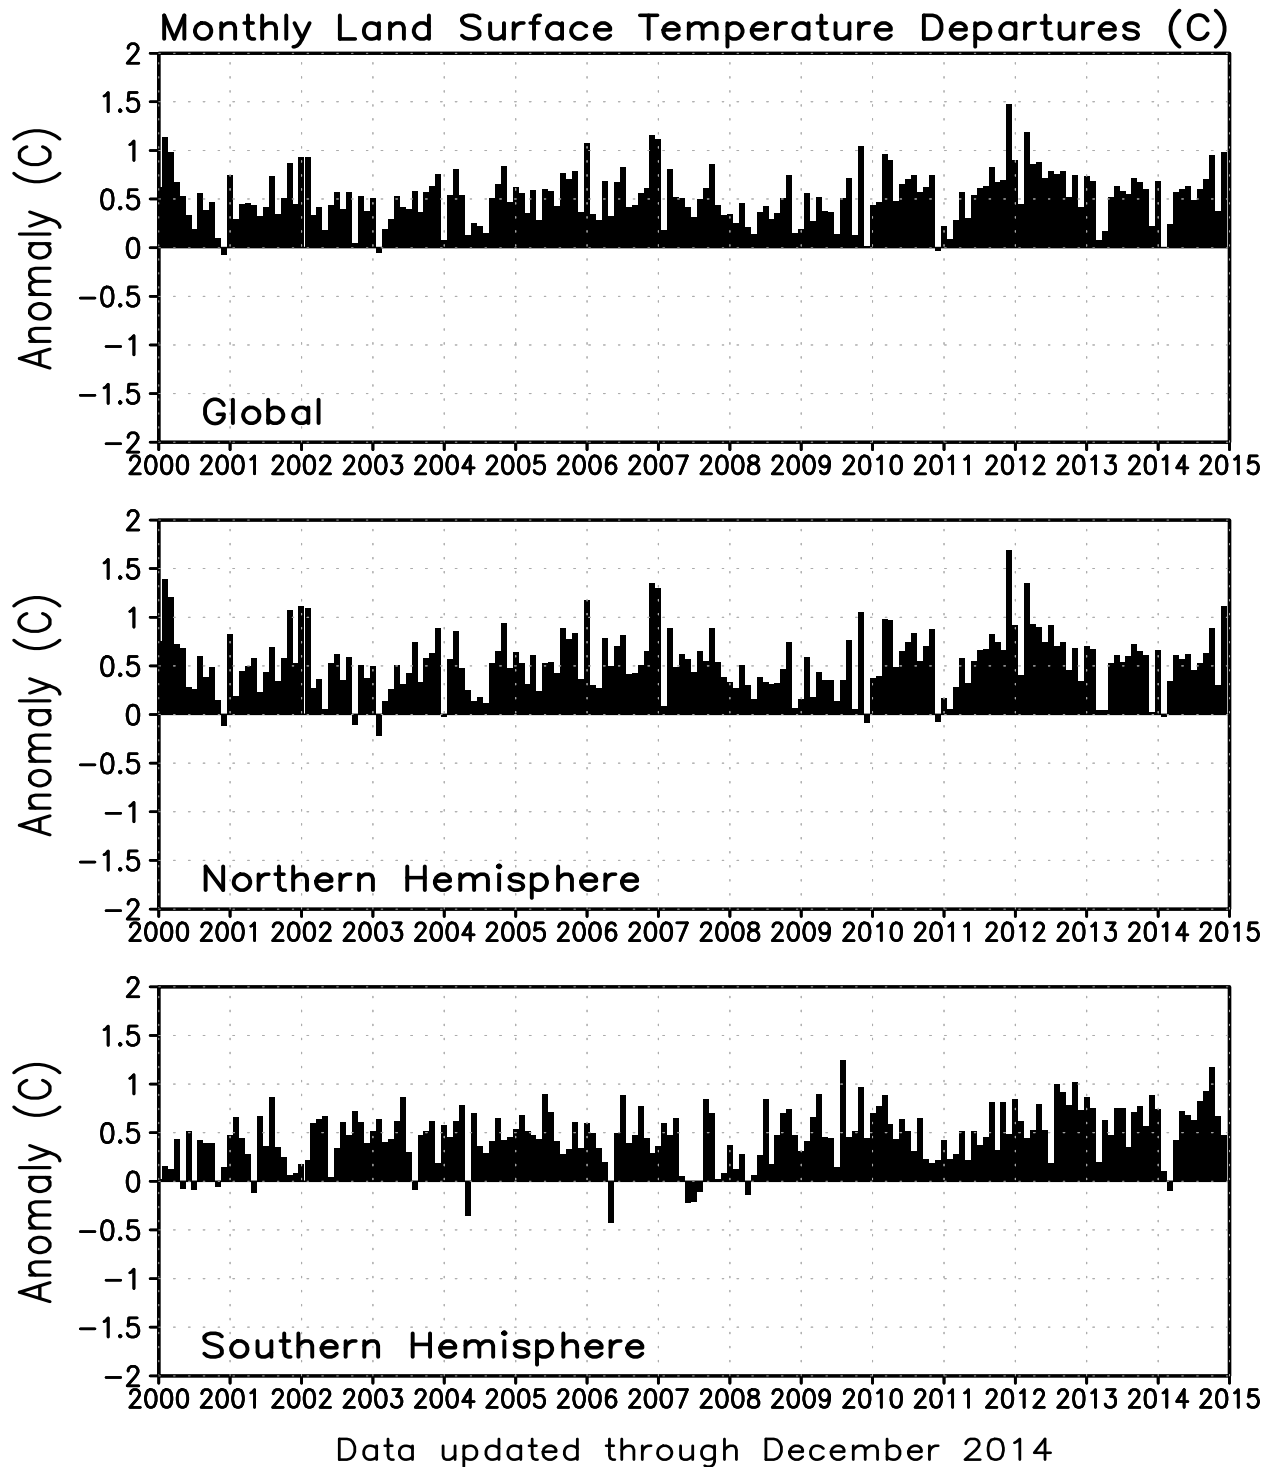 Monthly Land Surface Temperature Departures (C)
2
1.5
1
0.5
0
−0.5
−1
−1.5
−2
Anomaly (C)
Global
2000 2001 2002 2003 2004 2005 2006 2007 2008 2009 2010 2011 2012 2013 2014 2015
2
1.5
1
0.5
0
−0.5
−1
−1.5
−2
Anomaly (C)
Northern Hemisphere
2000 2001 2002 2003 2004 2005 2006 2007 2008 2009 2010 2011 2012 2013 2014 2015
2
1.5
1
0.5
0
−0.5
−1
−1.5
−2
Anomaly (C)
Southern Hemisphere
2000 2001 2002 2003 2004 2005 2006 2007 2008 2009 2010 2011 2012 2013 2014 2015
Data updated through December 2014